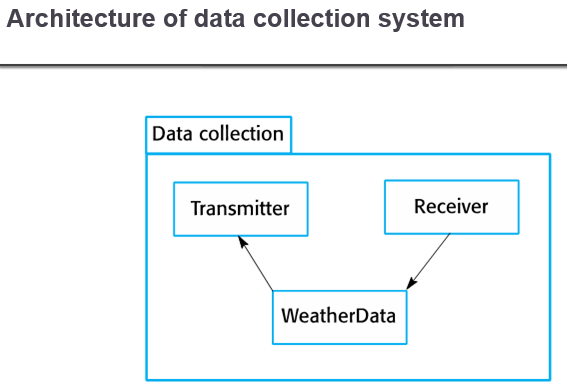 Architecture of data collection system
Data collection
Transmitter
Receiver
WeatherData